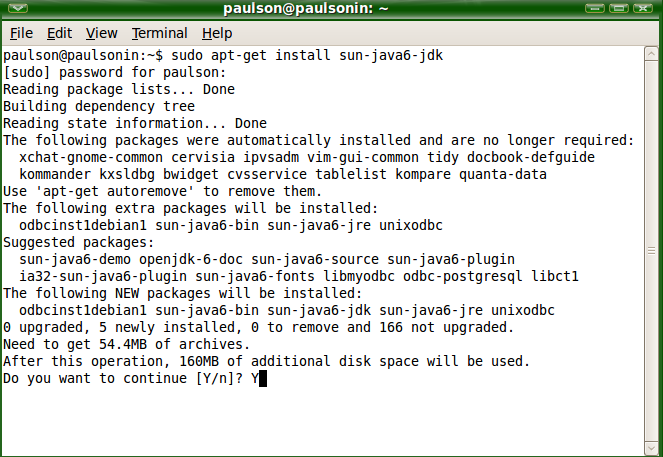 paulson@paulsonin: ~
File Edit View Terminal Help
paulson@paulsonin:~$ sudo apt-get install sun-java6-jdk
[sudo] password for paulson:
Reading package lists... Done
Building dependency tree
Reading state information... Done
The following packages were automatically installed and are no longer required:
  xchat-gnome-common cervisia ipvsadm vim-gui-common tidy docbook-defguide
  kommander kxsldbg bwidget cvsservice tablelist kompare quanta-data
Use 'apt-get autoremove' to remove them.
The following extra packages will be installed:
  odbcinst1debian1 sun-java6-bin sun-java6-jre unixodbc
Suggested packages:
  sun-java6-demo openjdk-6-doc sun-java6-source sun-java6-plugin
  ia32-sun-java6-plugin sun-java6-fonts libmyodbc odbc-postgresql libct1
The following NEW packages will be installed:
  odbcinst1debian1 sun-java6-bin sun-java6-jdk sun-java6-jre unixodbc
0 upgraded, 5 newly installed, 0 to remove and 166 not upgraded.
Need to get 54.4MB of archives.
After this operation, 160MB of additional disk space will be used.
Do you want to continue [Y/n]? Y